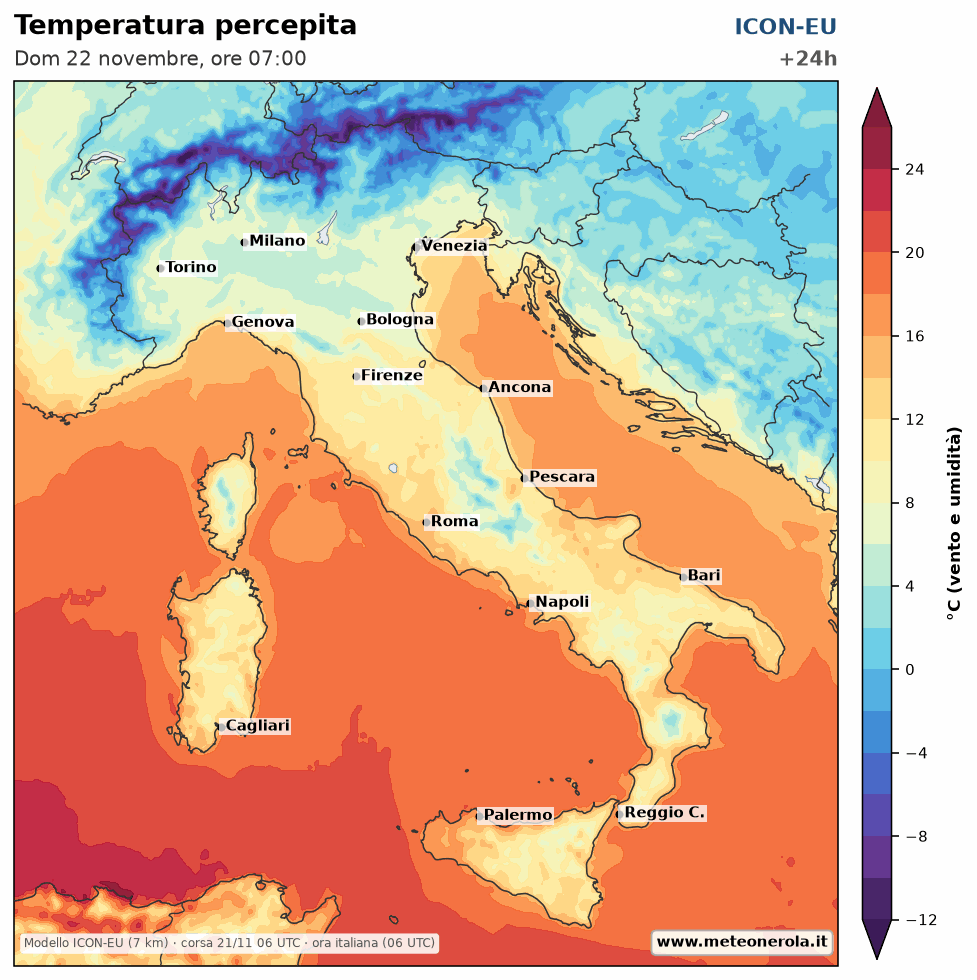 Temperatura percepita
ICON-EU
Dom 22 novembre, ore 07:00
+24h
Milano
Venezia
Torino
Genova
Bologna
Firenze
Ancona
Pescara
Roma
Bari
Napoli
Cagliari
Palermo
Reggio C.
24
20
16
12
8
4
0
−4
−8
−12
°C (vento e umidità)
Modello ICON-EU (7 km) · corsa 21/11 06 UTC · ora italiana (06 UTC)
www.meteonerola.it